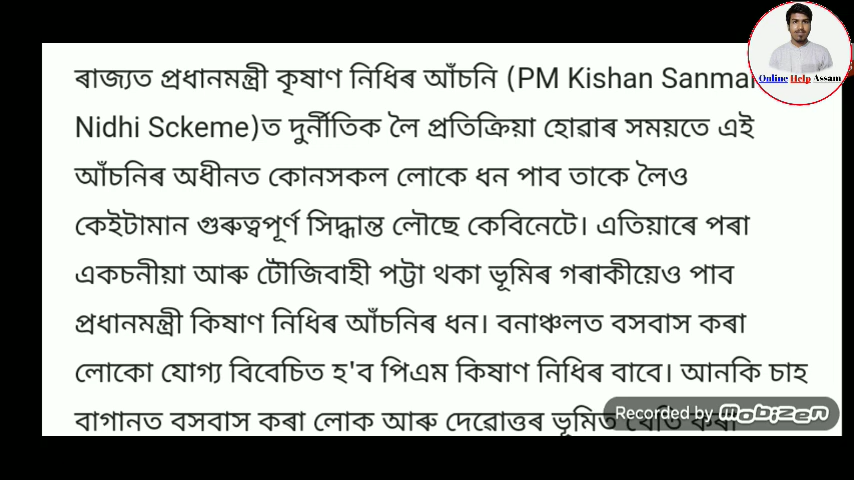 ৰাজ্যত প্ৰধানমন্ত্ৰী কৃষাণ নিধিৰ আঁচনি (PM Kishan
Nidhi Sckeme)ত দুৰ্নীতিক লৈ প্ৰতিক্ৰিয়া হোৱাৰ সময়তে এই
আঁচনিৰ অধীনত কোনসকল লোকে ধন পাব তাকে লৈও
কেইটামান গুৰুত্বপূৰ্ণ সিদ্ধান্ত লৌছে কেবিনেটে। এতিয়াৰে পৰা
একচনীয়া আৰু টৌজিবাহী পট্টা থকা ভূমিৰ গৰাকীয়েও পাব
প্ৰধানমন্ত্ৰী কিষাণ নিধিৰ আঁচনিৰ ধন। বনাঞ্চলত বসবাস কৰা
লোকো যোগ্য বিবেচিত হ'ব পিএম কিষাণ নিধিৰ বাবে। আনকি চাহ
বাগানত বসবাস কৰা লোক আৰু দেৱোত্তৰ ভূমিত
Online Help Assam
Recorded by Mobizen